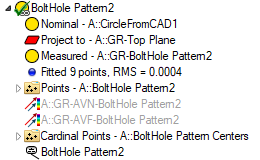 BoltHole Pattern2
Nominal - A::CircleFromCAD1
Project to - A::GR-Top Plane
Measured - A::GR-BoltHole Pattern2
Fitted 9 points, RMS = 0.0004
Points - A::BoltHole Pattern2
A::GR-AVN-BoltHole Pattern2
A::GR-AVF-BoltHole Pattern2
Cardinal Points - A::BoltHole Pattern Centers
BoltHole Pattern2